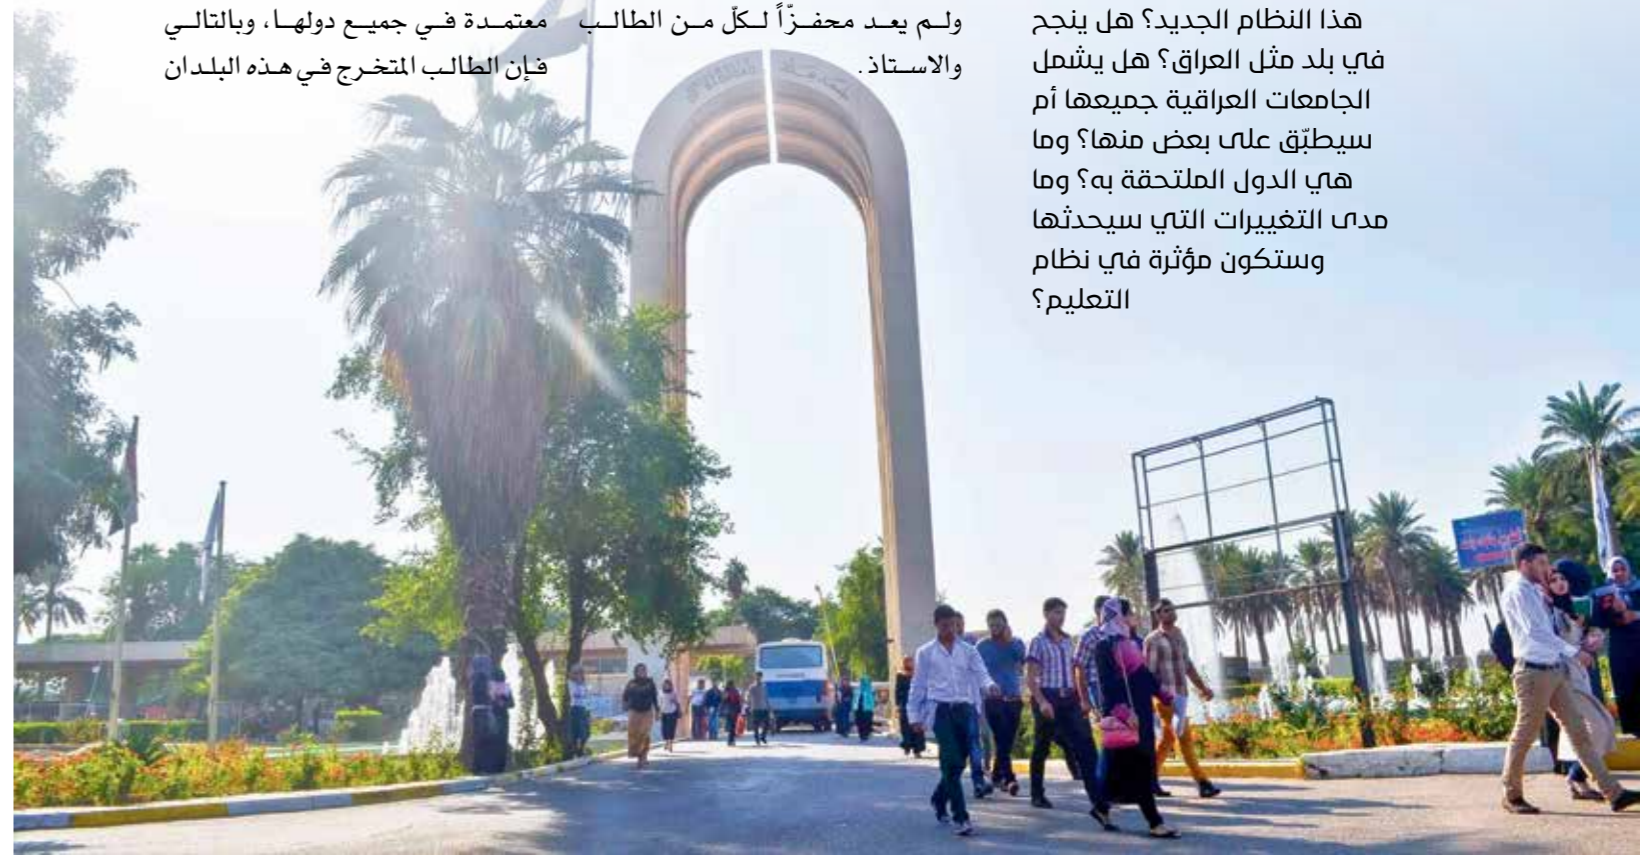 هذا النظام الجديد؟ هل ينجح
في بلد مثل العراق؟ هل يشمل
الجامعات العراقية جميعها أم
سيطبّق على بعض منها؟ وما
هي الدول الملتحقة به؟ وما
مدى التغييرات التي سيحدثها
وستكون مؤثرة في نظام
التعليم؟
ولم يعد محفزّاً لكلّ من الطالب
والاستاذ.
معتمدة في جميع دولها، وبالتالي
فإن الطالب المتخرج في هذه البلدان